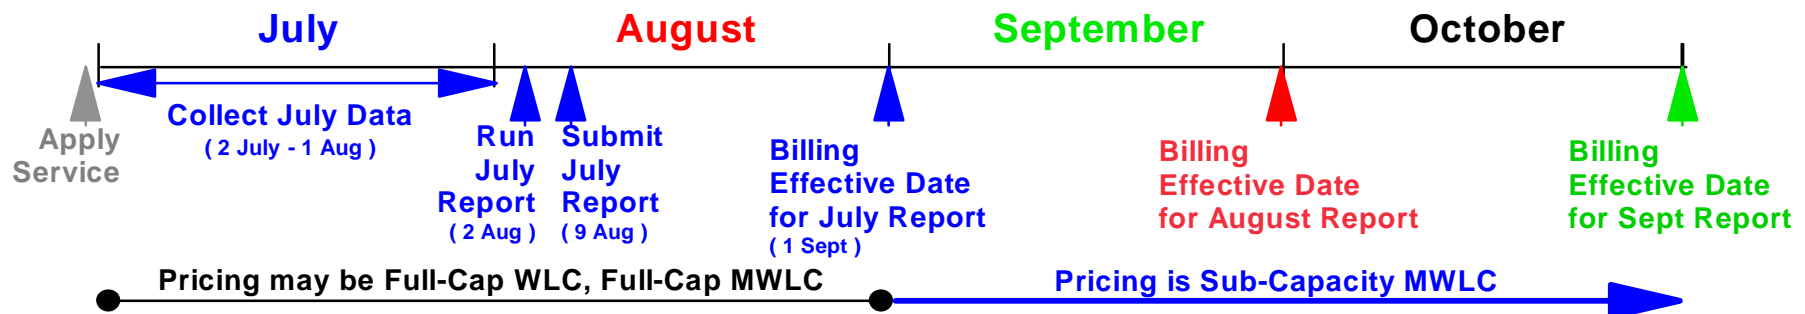 July
August
September
October
Apply
Service
Collect July Data
( 2 July - 1 Aug )
Run
July
Report
( 2 Aug )
Submit
July
Report
( 9 Aug )
Billing
Effective Date
for July Report
( 1 Sept )
Billing
Effective Date
for August Report
Billing
Effective Date
for Sept Report
Pricing may be Full-Cap WLC, Full-Cap MWLC
Pricing is Sub-Capacity MWLC